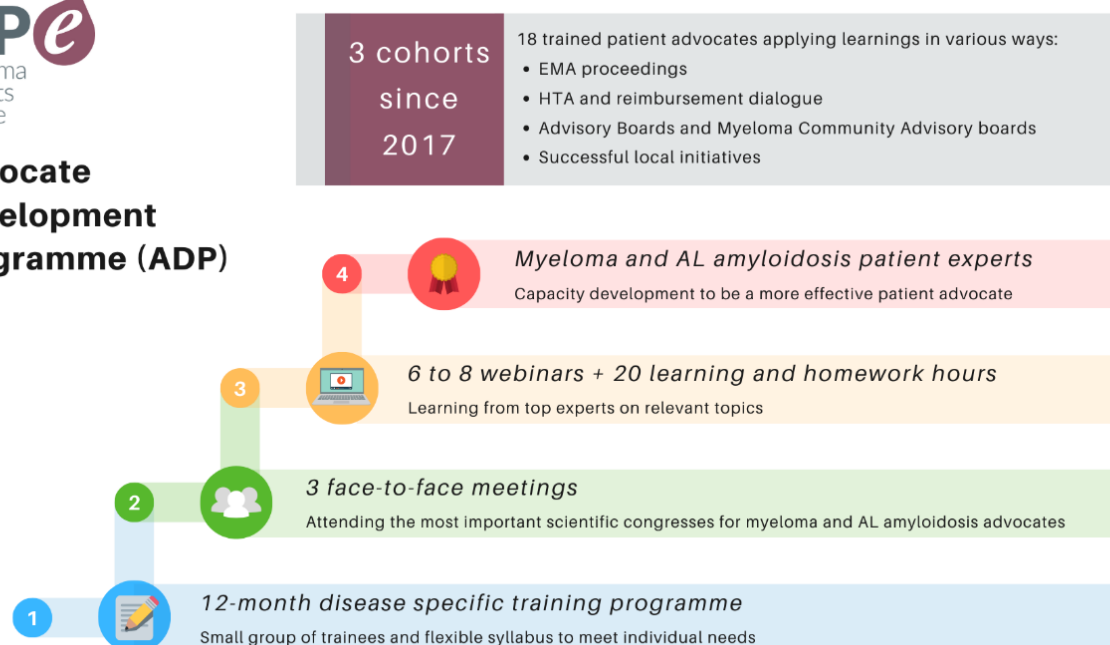 Pe
ma
ts
e
ocate
elopment
gramme (ADP)
3 cohorts
since
2017
18 trained patient advocates applying learnings in various ways:
• EMA proceedings
• HTA and reimbursement dialogue
• Advisory Boards and Myeloma Community Advisory boards
• Successful local initiatives
4
Myeloma and AL amyloidosis patient experts
Capacity development to be a more effective patient advocate
3
6 to 8 webinars + 20 learning and homework hours
Learning from top experts on relevant topics
2
3 face-to-face meetings
Attending the most important scientific congresses for myeloma and AL amyloidosis advocates
1
12-month disease specific training programme
Small group of trainees and flexible syllabus to meet individual needs